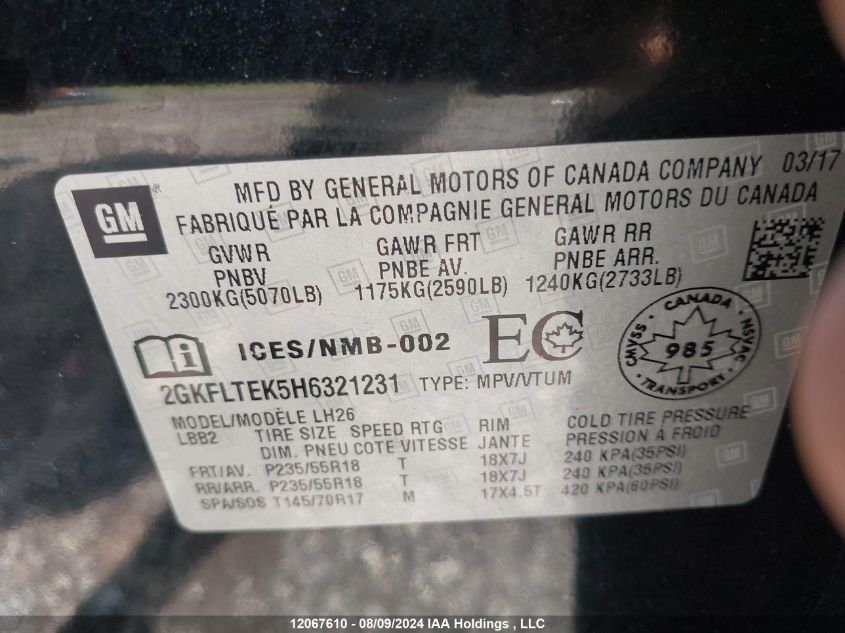 GM
MFD BY GENERAL MOTORS OF CANADA COMPANY 03/17
FABRIQUÉ PAR LA COMPAGNIE GENERAL MOTORS DU CANADA
GVWR GAWR FRT GAWR RR
PNBV PNBE AV. PNBE ARR.
2300KG(5070LB) 1175KG(2590LB) 1240KG(2733LB)
ICES/NMB-002 EC
CANADA
CMVSS 985 NSVAC
TRANSPORT
2GKFLTEK5H6321231 TYPE: MPV/VTUM
MODEL/MODÈLE LH26
LBB2 TIRE SIZE SPEED RTG RIM COLD TIRE PRESSURE
DIM. PNEU COTE VITESSE JANTE PRESSION À FROID
FRT/AV. P235/55R18 T 18X7J 240 KPA(35PSI)
RR/ARR. P235/55R18 T 18X7J 240 KPA(35PSI)
SPA/SOS T145/70R17 M 17X4.5T 420 KPA(60PSI)
12067610 - 08/09/2024 IAA Holdings , LLC